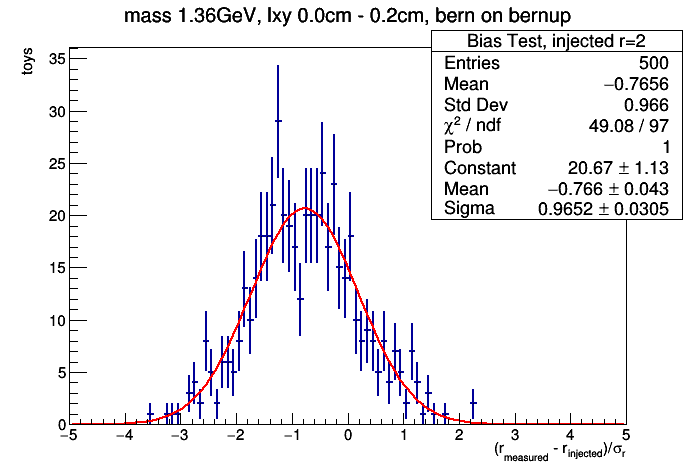 mass 1.36GeV, lxy 0.0cm - 0.2cm, bern on bernup
Bias Test, injected r=2
Entries 500
Mean −0.7656
Std Dev 0.966
χ² / ndf 49.08 / 97
Prob 1
Constant 20.67 ± 1.13
Mean −0.766 ± 0.043
Sigma 0.9652 ± 0.0305
toys
35
30
25
20
15
10
5
0
−5 −4 −3 −2 −1 0 1 2 3 4 5
(r_measured - r_injected)/σ_r